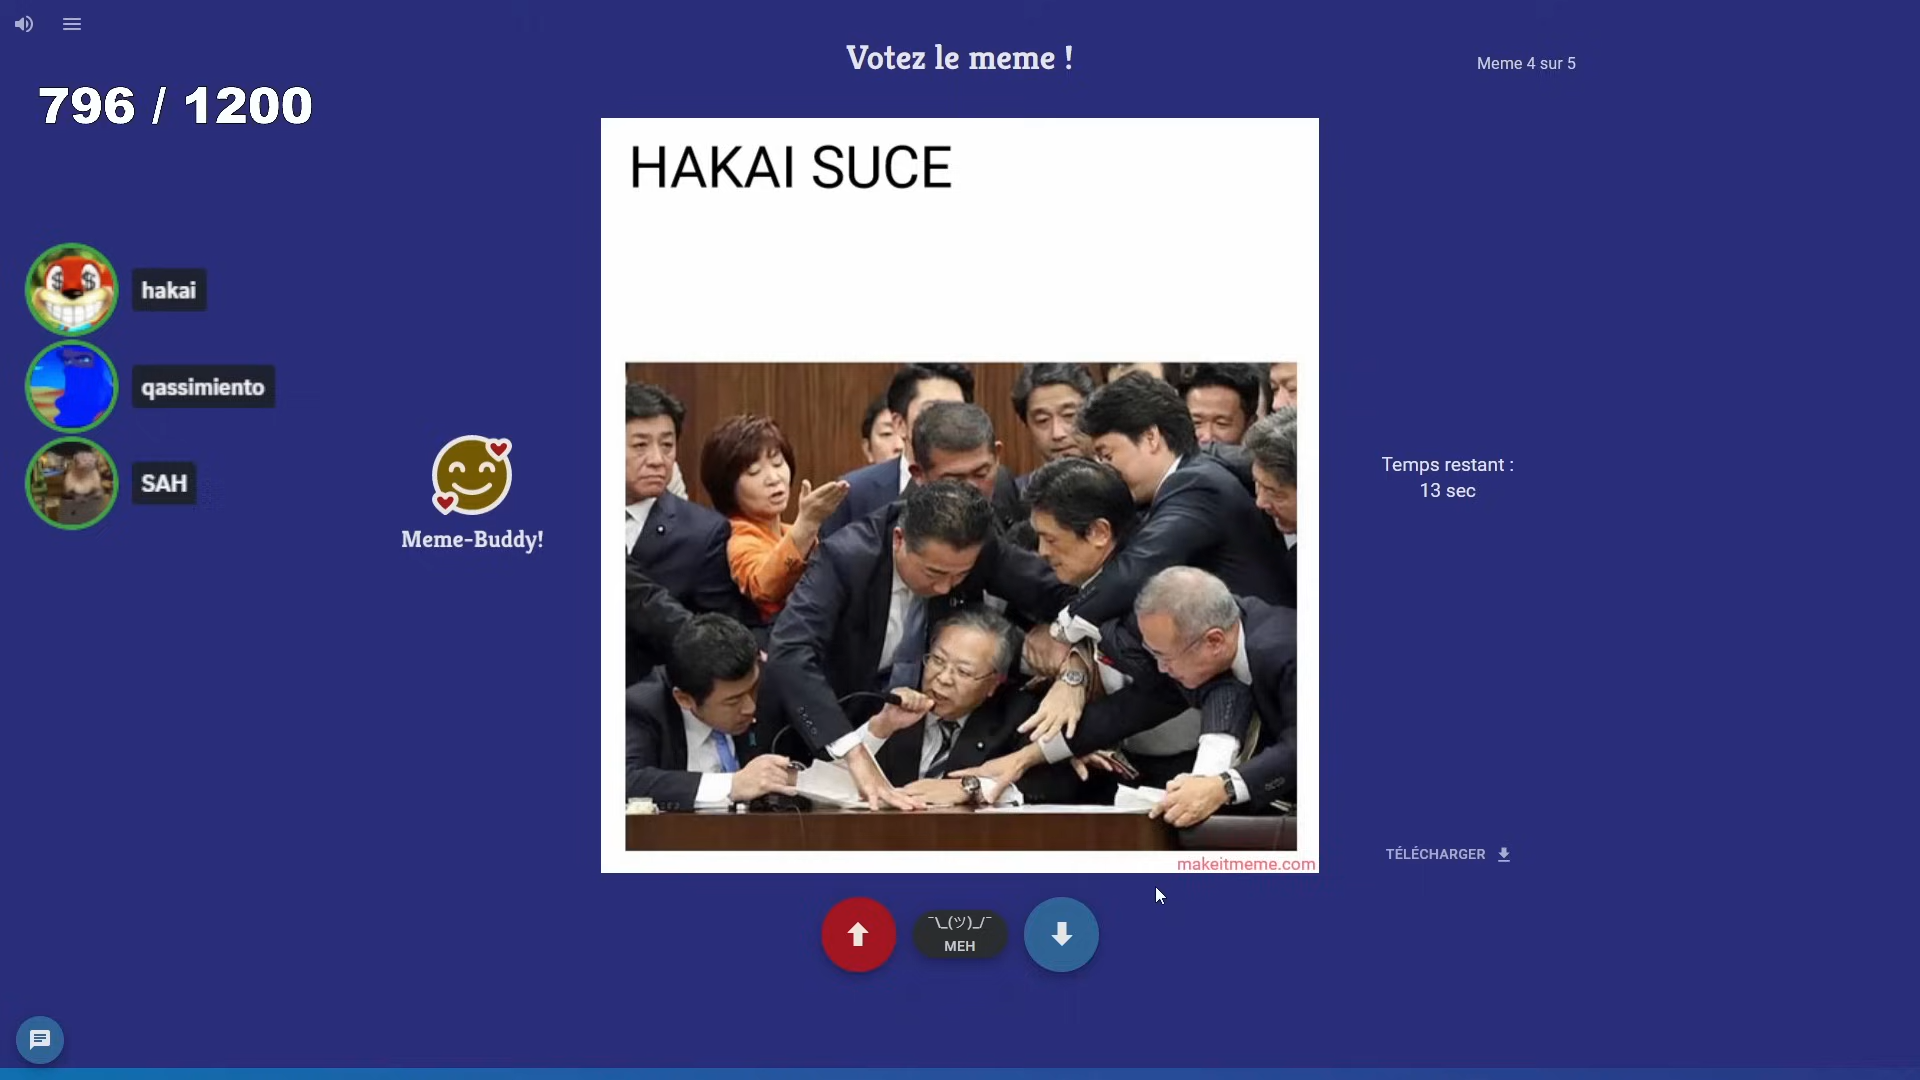 Votez le meme !
Meme 4 sur 5
796 / 1200
HAKAI SUCE
hakai
qassimiento
SAH
Meme-Buddy!
Temps restant :
13 sec
TÉLÉCHARGER
makeitmeme.com
¯\_(ツ)_/¯
MEH